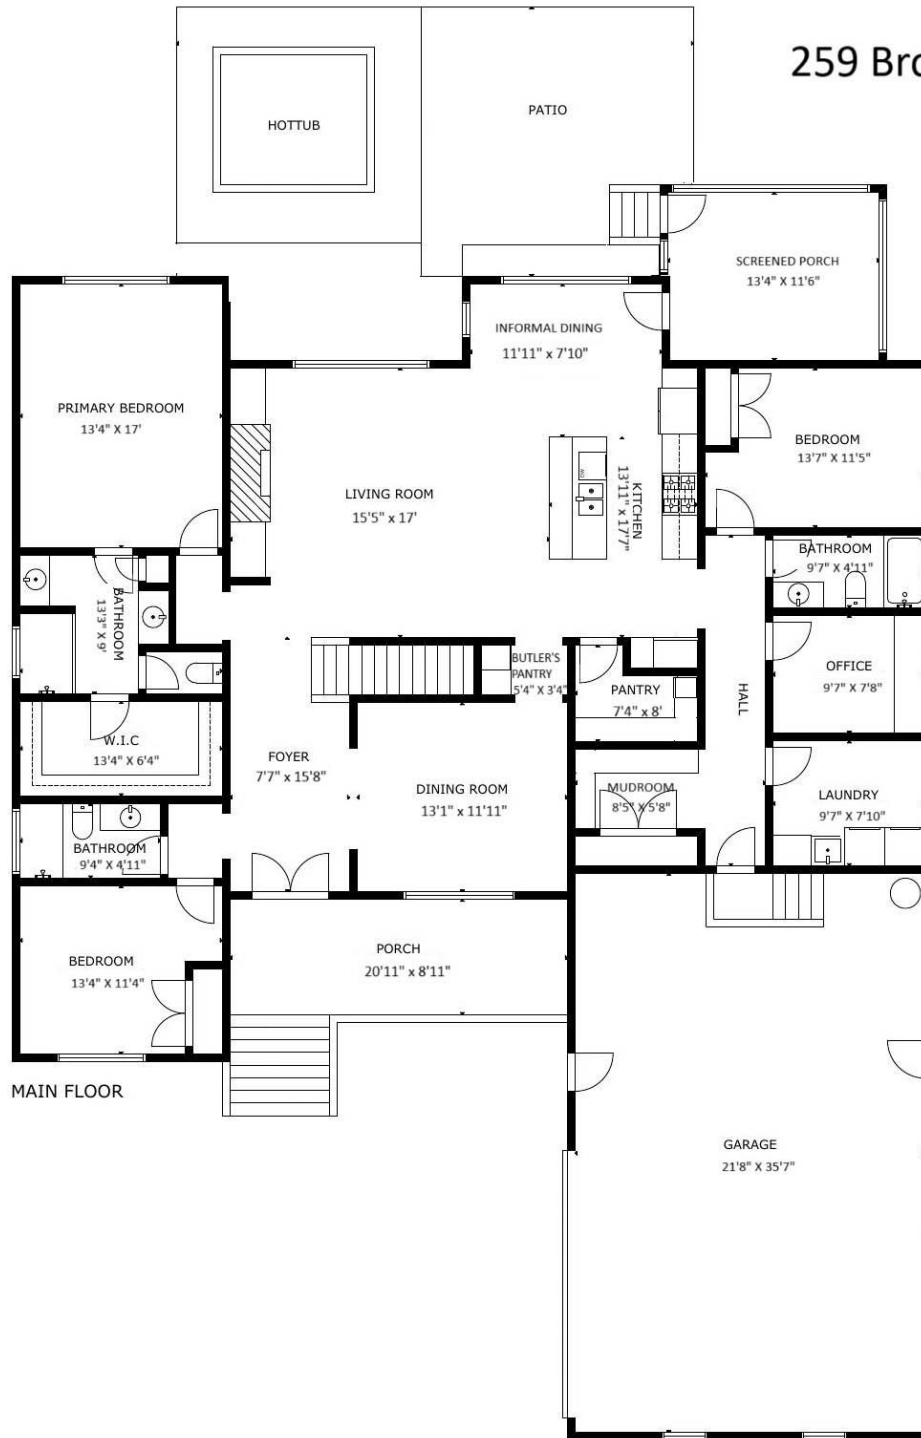 259 Bro
HOTTUB
PATIO
SCREENED PORCH
13'4" X 11'6"
INFORMAL DINING
11'11" x 7'10"
PRIMARY BEDROOM
13'4" X 17'
BEDROOM
13'7" X 11'5"
LIVING ROOM
15'5" x 17'
KITCHEN
13'11" x 17'7"
BATHROOM
9'7" X 4'11"
BATHROOM
13'3" X 9'
BUTLER'S
PANTRY
5'4" X 3'4"
PANTRY
7'4" x 8'
OFFICE
9'7" X 7'8"
HALL
W.I.C
13'4" X 6'4"
FOYER
7'7" x 15'8"
DINING ROOM
13'1" x 11'11"
MUDROOM
8'5" x 5'8"
LAUNDRY
9'7" X 7'10"
BATHROOM
9'4" X 4'11"
PORCH
20'11" x 8'11"
BEDROOM
13'4" X 11'4"
MAIN FLOOR
GARAGE
21'8" X 35'7"